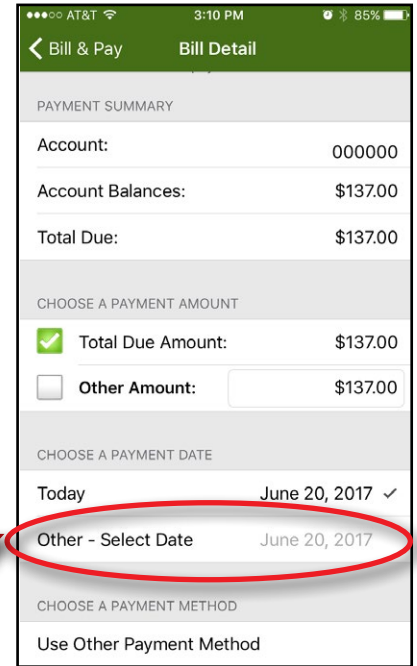 AT&T 3:10 PM 85%
Bill & Pay Bill Detail
PAYMENT SUMMARY
Account: 000000
Account Balances: $137.00
Total Due: $137.00
CHOOSE A PAYMENT AMOUNT
Total Due Amount: $137.00
Other Amount: $137.00
CHOOSE A PAYMENT DATE
Today June 20, 2017
Other - Select Date June 20, 2017
CHOOSE A PAYMENT METHOD
Use Other Payment Method